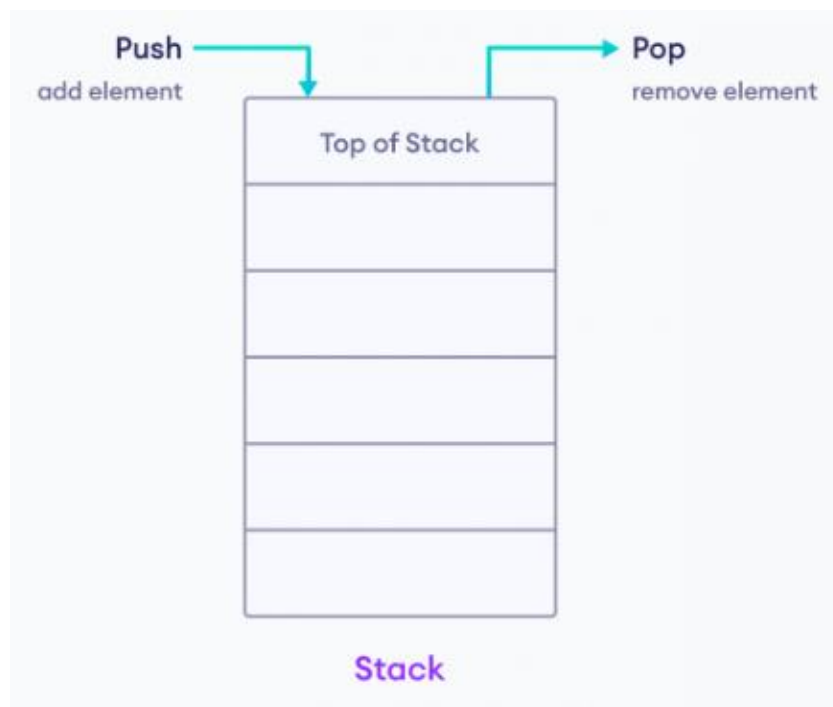 Push
add element
Pop
remove element
Top of Stack
Stack